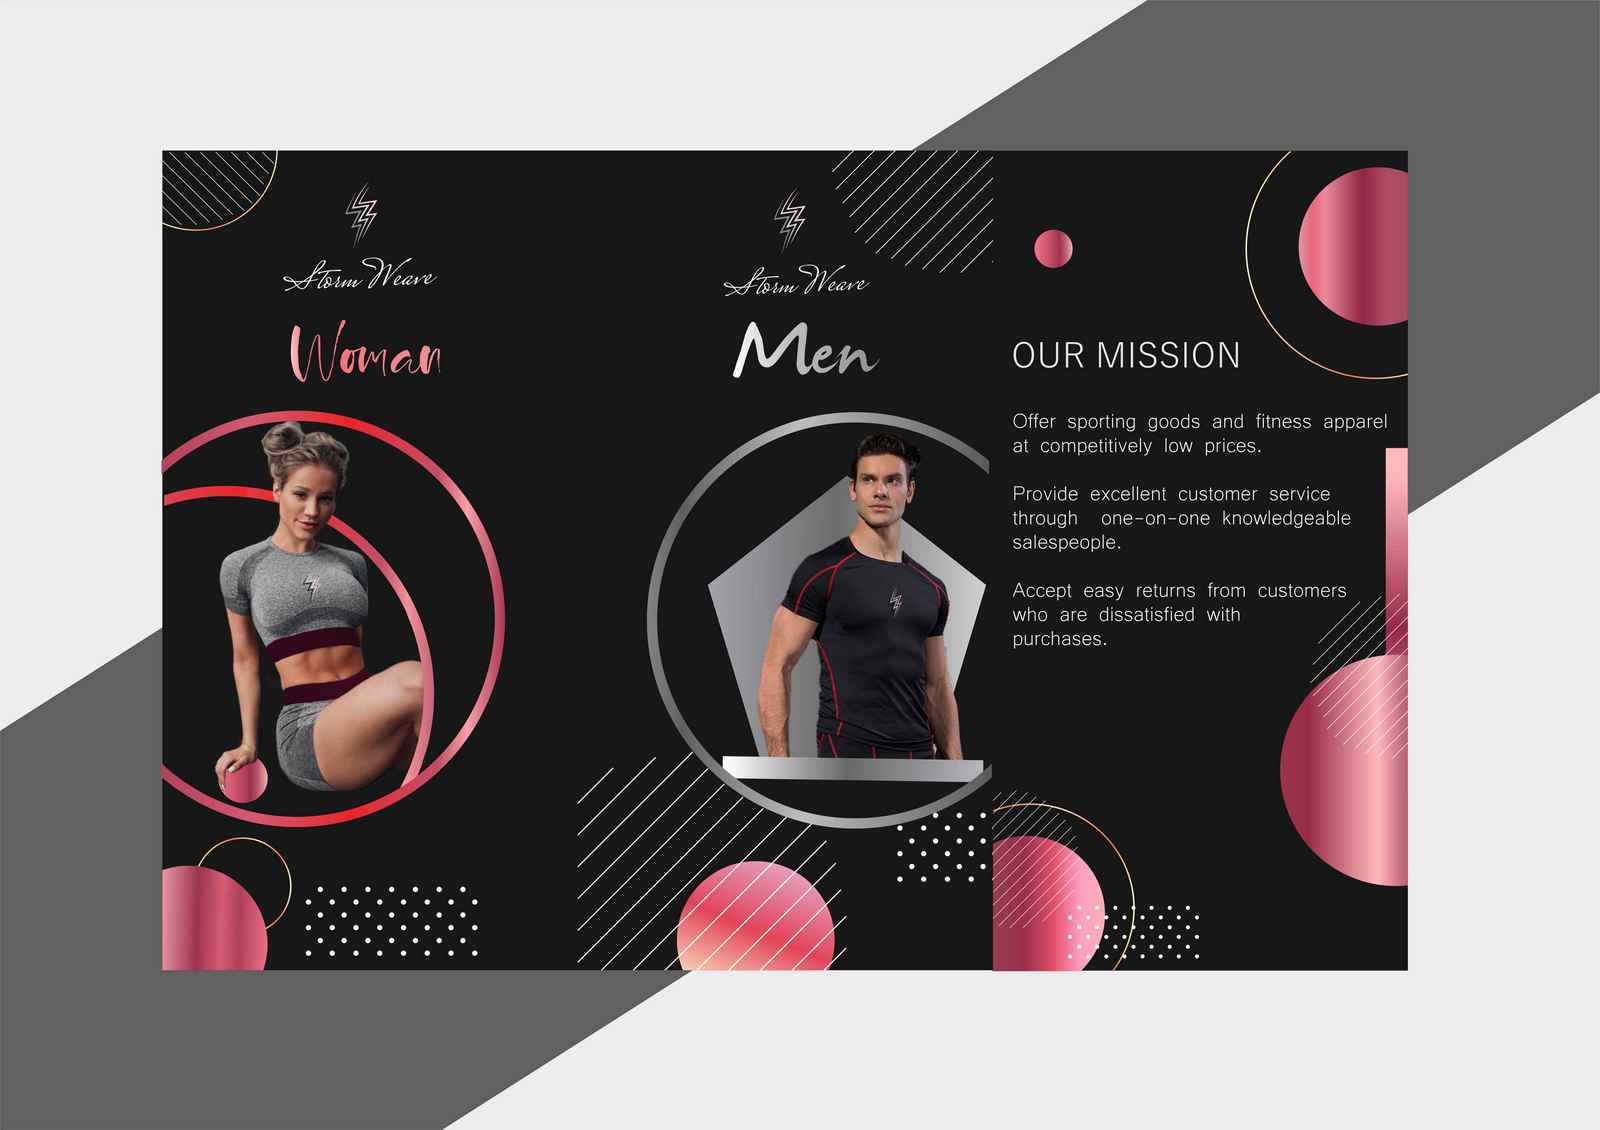 Storm Weave
Woman
Storm Weave
Men
OUR MISSION
Offer sporting goods and fitness apparel
at competitively low prices.
Provide excellent customer service
through one-on-one knowledgeable
salespeople.
Accept easy returns from customers
who are dissatisfied with
purchases.